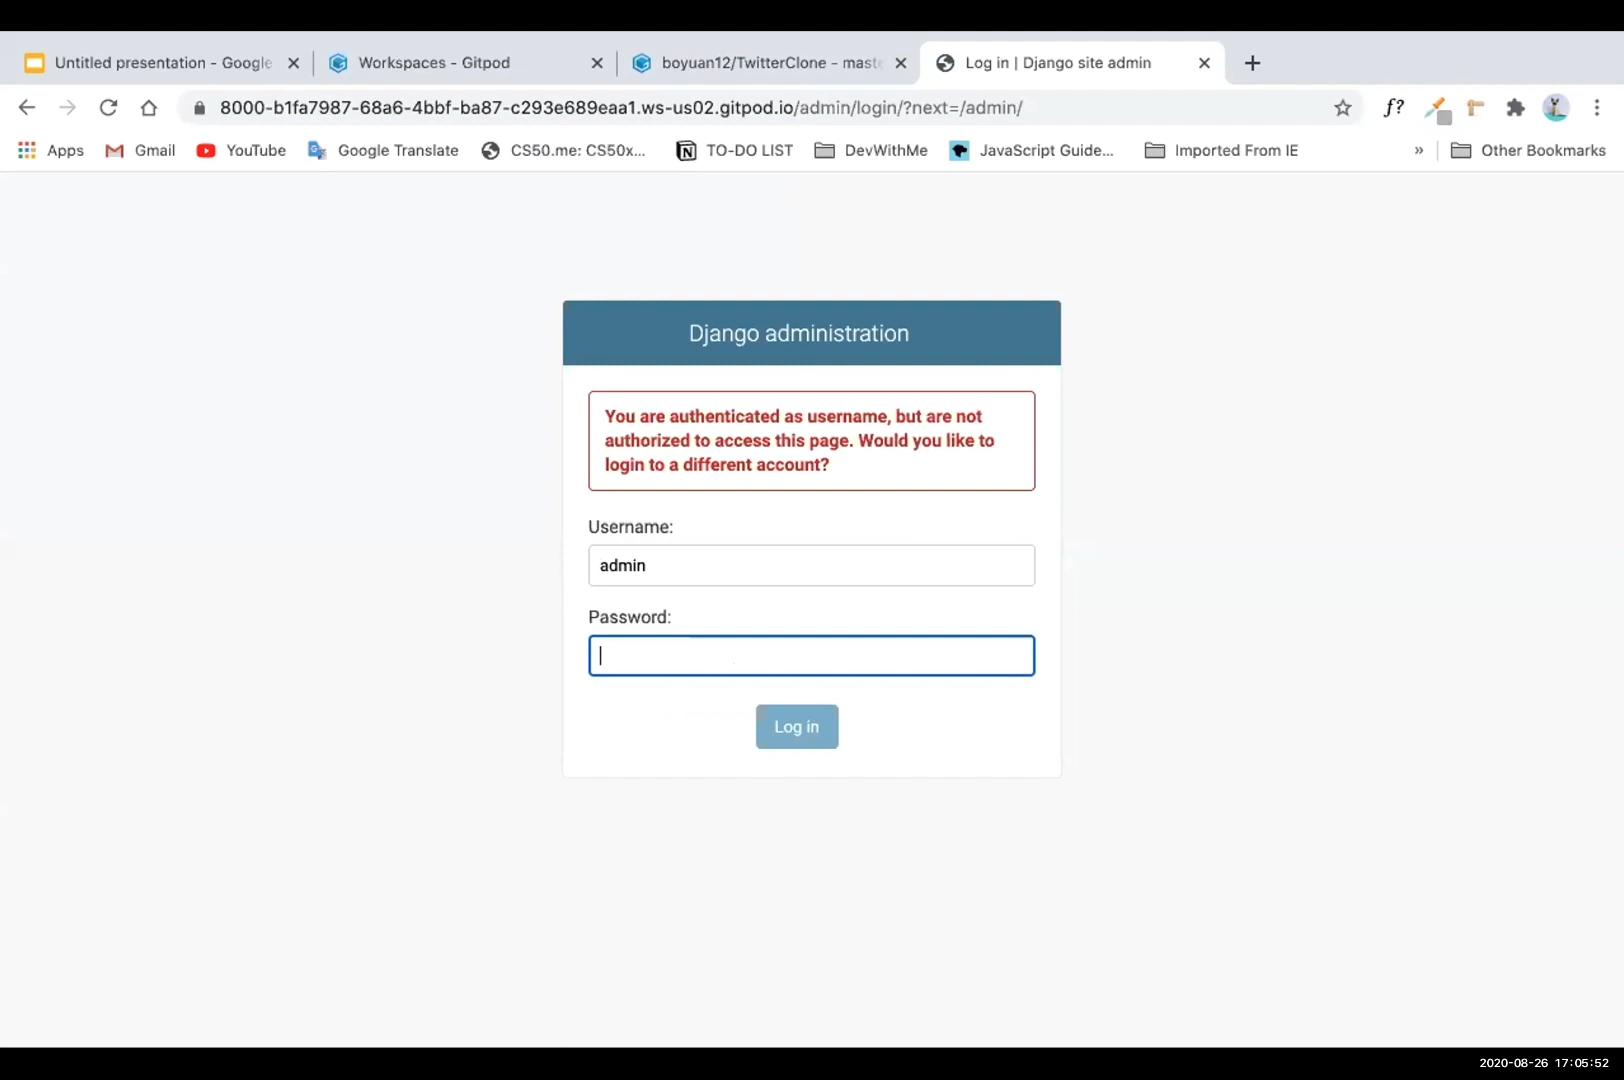 Untitled presentation - Google
Workspaces - Gitpod
boyuan12/TwitterClone - maste
Log in | Django site admin
8000-b1fa7987-68a6-4bbf-ba87-c293e689eaa1.ws-us02.gitpod.io/admin/login/?next=/admin/
f?
Apps
Gmail
YouTube
Google Translate
CS50.me: CS50x...
TO-DO LIST
DevWithMe
JavaScript Guide...
Imported From IE
»
Other Bookmarks
Django administration
You are authenticated as username, but are not
authorized to access this page. Would you like to
login to a different account?
Username:
admin
Password:
Log in
2020-08-26 17:05:52